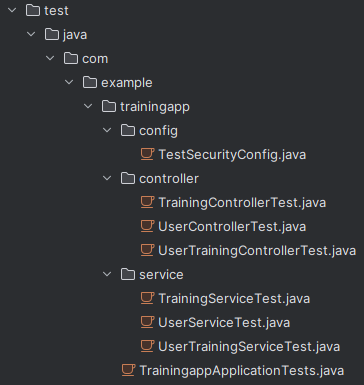 test
java
com
example
trainingapp
config
TestSecurityConfig.java
controller
TrainingControllerTest.java
UserControllerTest.java
UserTrainingControllerTest.java
service
TrainingServiceTest.java
UserServiceTest.java
UserTrainingServiceTest.java
TrainingappApplicationTests.java